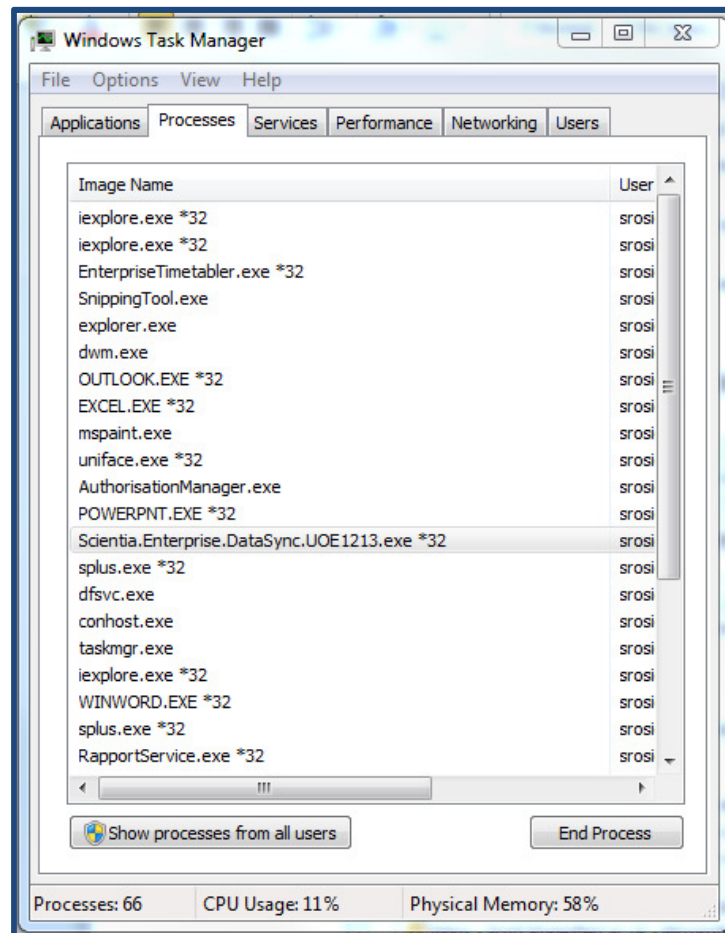 Windows Task Manager
File Options View Help
Applications Processes Services Performance Networking Users
Image Name User
iexplore.exe *32 srosi
iexplore.exe *32 srosi
EnterpriseTimetabler.exe *32 srosi
SnippingTool.exe srosi
explorer.exe srosi
dwm.exe srosi
OUTLOOK.EXE *32 srosi
EXCEL.EXE *32 srosi
mspaint.exe srosi
uniface.exe *32 srosi
AuthorisationManager.exe srosi
POWERPNT.EXE *32 srosi
Scientia.Enterprise.DataSync.UOE1213.exe *32 srosi
splus.exe *32 srosi
dfsvc.exe srosi
conhost.exe srosi
taskmgr.exe srosi
iexplore.exe *32 srosi
WINWORD.EXE *32 srosi
splus.exe *32 srosi
RapportService.exe *32 srosi
Show processes from all users End Process
Processes: 66 CPU Usage: 11% Physical Memory: 58%